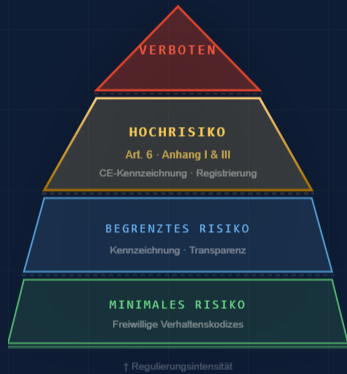 VERBOTEN
HOCHRISIKO
Art. 6 · Anhang I & III
CE-Kennzeichnung · Registrierung
BEGRENZTES RISIKO
Kennzeichnung · Transparenz
MINIMALES RISIKO
Freiwillige Verhaltenskodizes
↑ Regulierungsintensität